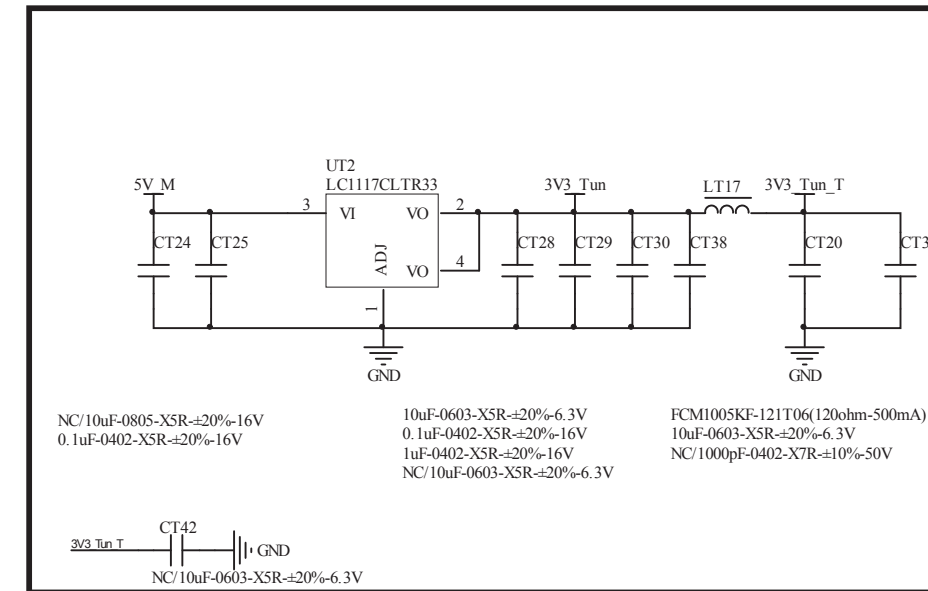 UT2
LC1117CLTR33
5V_M
3
VI
VO
2
3V3_Tun
LT17
3V3_Tun_T
CT24
CT25
ADJ
VO
4
CT28
CT29
CT30
CT38
CT20
CT3
1
GND
GND
NC/10uF-0805-X5R-±20%-16V
0.1uF-0402-X5R-±20%-16V
10uF-0603-X5R-±20%-6.3V
0.1uF-0402-X5R-±20%-16V
1uF-0402-X5R-±20%-16V
NC/10uF-0603-X5R-±20%-6.3V
FCM1005KF-121T06(120ohm-500mA)
10uF-0603-X5R-±20%-6.3V
NC/1000pF-0402-X7R-±10%-50V
CT42
3V3_Tun_T
GND
NC/10uF-0603-X5R-±20%-6.3V